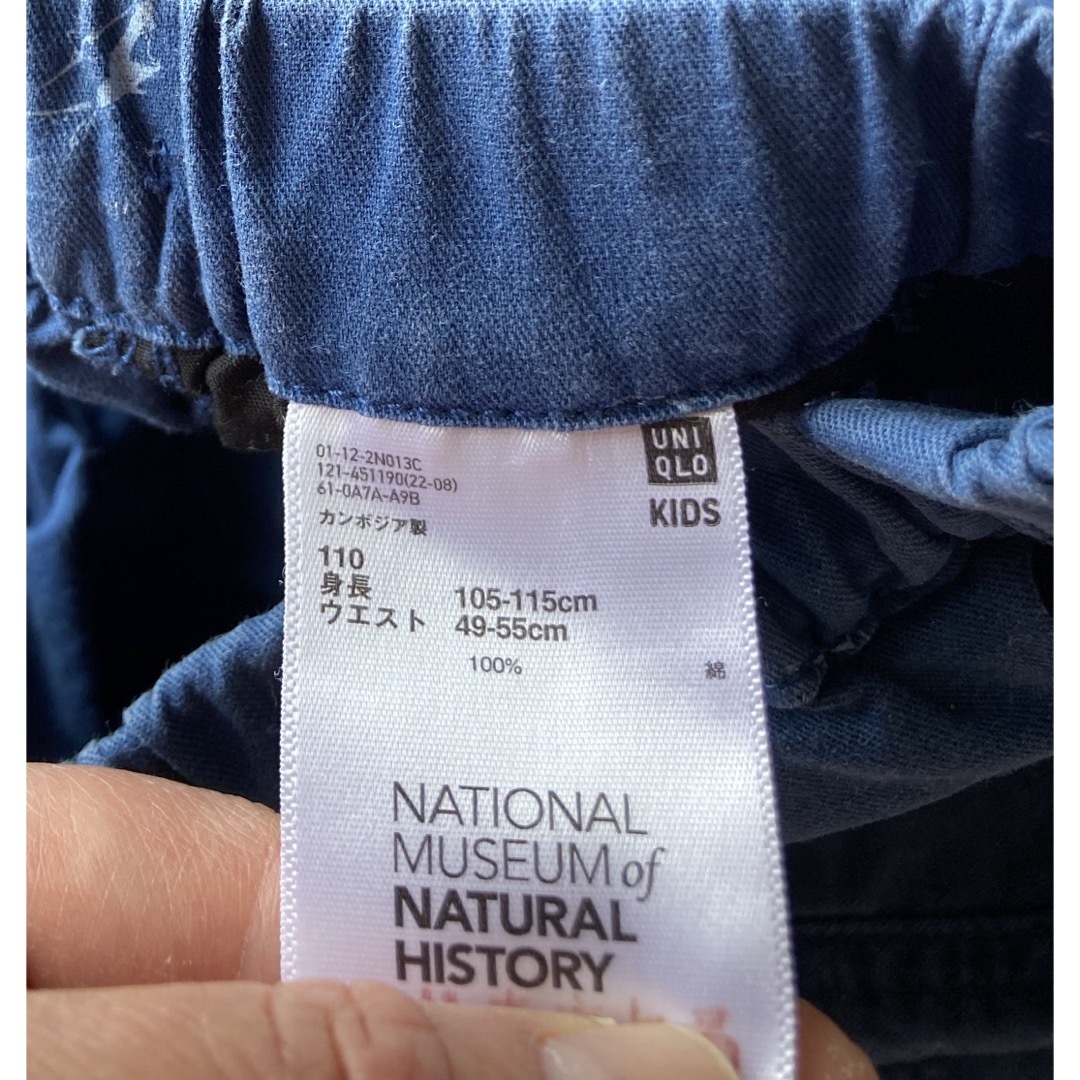 01-12-2N013C
121-451190(22-08)
61-0A7A-A9B
カンボジア製
UNI
QLO
KIDS
110
身長 105-115cm
ウエスト 49-55cm
100% 綿
NATIONAL
MUSEUM of
NATURAL
HISTORY